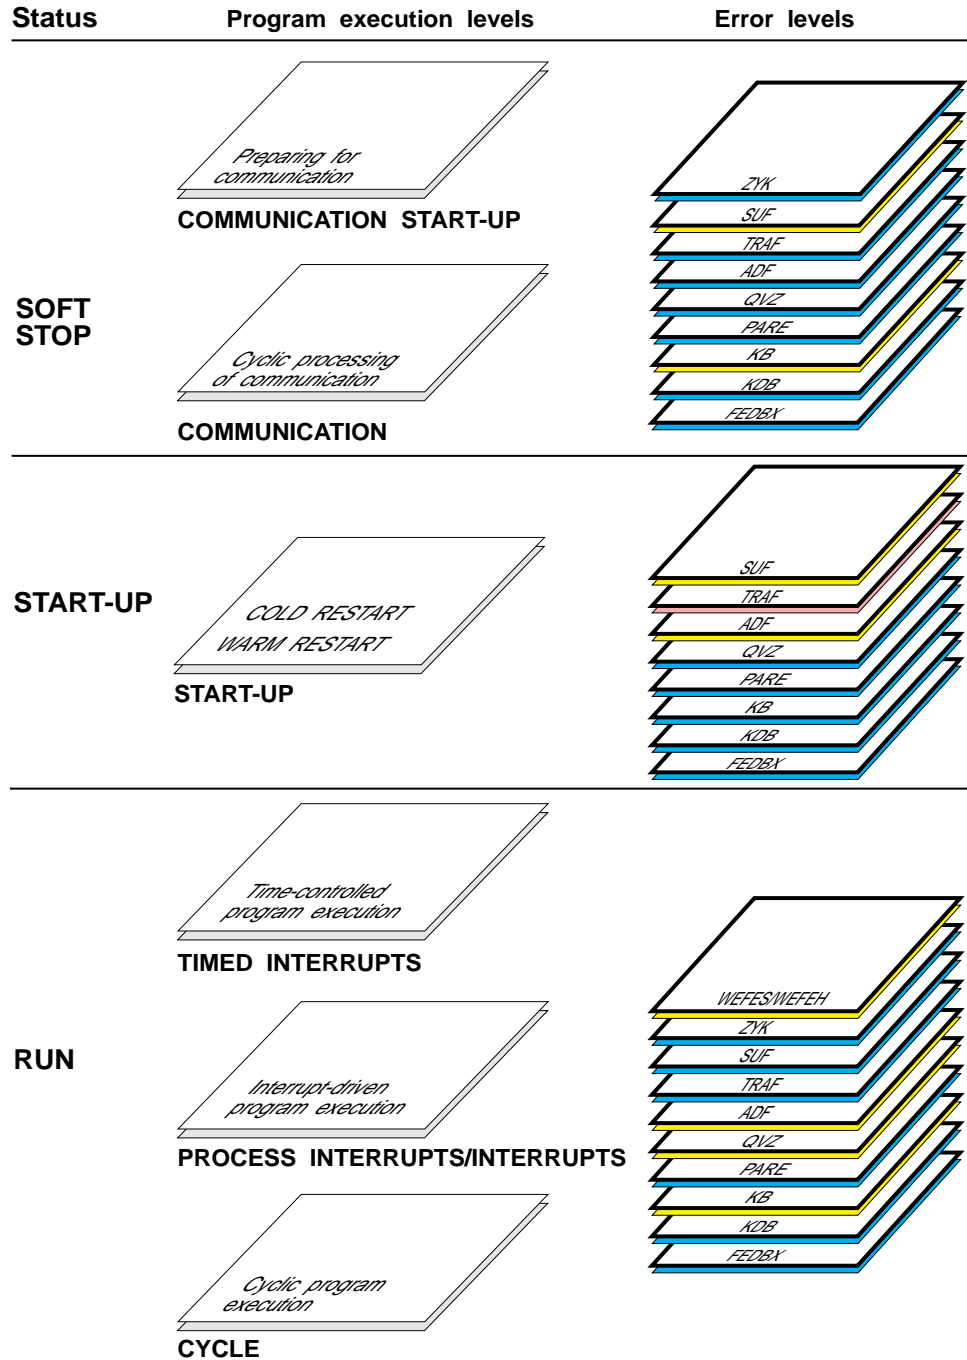 Status Program execution levels Error levels
Preparing for
communication
COMMUNICATION START-UP
Cyclic processing
of communication
COMMUNICATION
SOFT
STOP
ZYK
SUF
TRAF
ADF
QVZ
PARE
KB
KDB
FEDBX
START-UP
COLD RESTART
WARM RESTART
START-UP
SUF
TRAF
ADF
QVZ
PARE
KB
KDB
FEDBX
RUN
Time-controlled
program execution
TIMED INTERRUPTS
Interrupt-driven
program execution
PROCESS INTERRUPTS/INTERRUPTS
Cyclic program
execution
CYCLE
WEFES/WEFEH
ZYK
SUF
TRAF
ADF
QVZ
PARE
KB
KDB
FEDBX